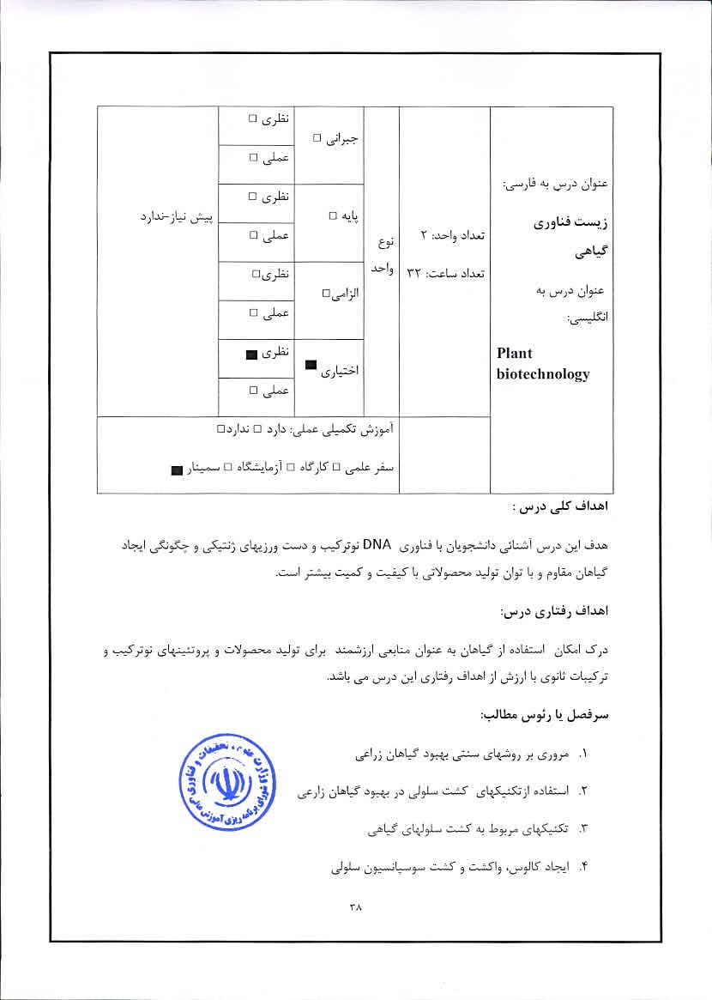 عنوان درس به فارسی:
زیست فناوری
گیاهی
عنوان درس به
انگلیسی:
Plant
biotechnology
تعداد واحد: ۲
تعداد ساعت: ۳۲
نوع
واحد
جبرانی □
نظری □
عملی □
پایه □
نظری □
عملی □
الزامی□
نظری□
عملی □
اختیاری ■
نظری ■
عملی □
پیش نیاز-ندارد
آموزش تکمیلی عملی: دارد □ ندارد□
سفر علمی □ کارگاه □ آزمایشگاه □ سمینار ■
اهداف کلی درس :
هدف این درس آشنائی دانشجویان با فناوری DNA نوترکیب و دست ورزیهای ژنتیکی و چگونگی ایجاد
گیاهان مقاوم و با توان تولید محصولاتی با کیفیت و کمیت بیشتر است.
اهداف رفتاری درس:
درک امکان استفاده از گیاهان به عنوان منابعی ارزشمند برای تولید محصولات و پروتئینهای نوترکیب و
ترکیبات ثانوی با ارزش از اهداف رفتاری این درس می باشد.
سرفصل یا رئوس مطالب:
۱. مروری بر روشهای سنتی بهبود گیاهان زراعی
۲. استفاده ازتکنیکهای کشت سلولی در بهبود گیاهان زارعی
۳. تکنیکهای مربوط به کشت سلولهای گیاهی
۴. ایجاد کالوس، واکشت و کشت سوسپانسیون سلولی
وزارت علوم، تحقیقات و فناوری
شورای برنامه ریزی آموزش عالی
۳۸